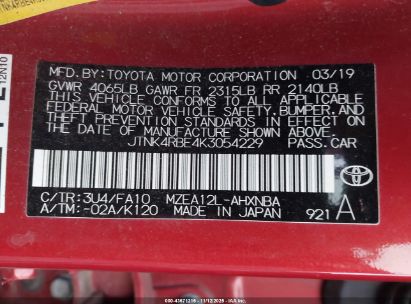 MFD. BY: TOYOTA MOTOR CORPORATION 03/19
GVWR 4065LB GAWR FR 2315LB RR 2140LB
THIS VEHICLE CONFORMS TO ALL APPLICABLE
FEDERAL MOTOR VEHICLE SAFETY, BUMPER, AND
THEFT PREVENTION STANDARDS IN EFFECT ON
THE DATE OF MANUFACTURE SHOWN ABOVE.
JTNK4RBE4K3054229 PASS.CAR
C/TR: 3U4/FA10 MZEA12L-AHXNBA
A/TM: -02A/K120 MADE IN JAPAN 921 A
TOYOTA
12N10